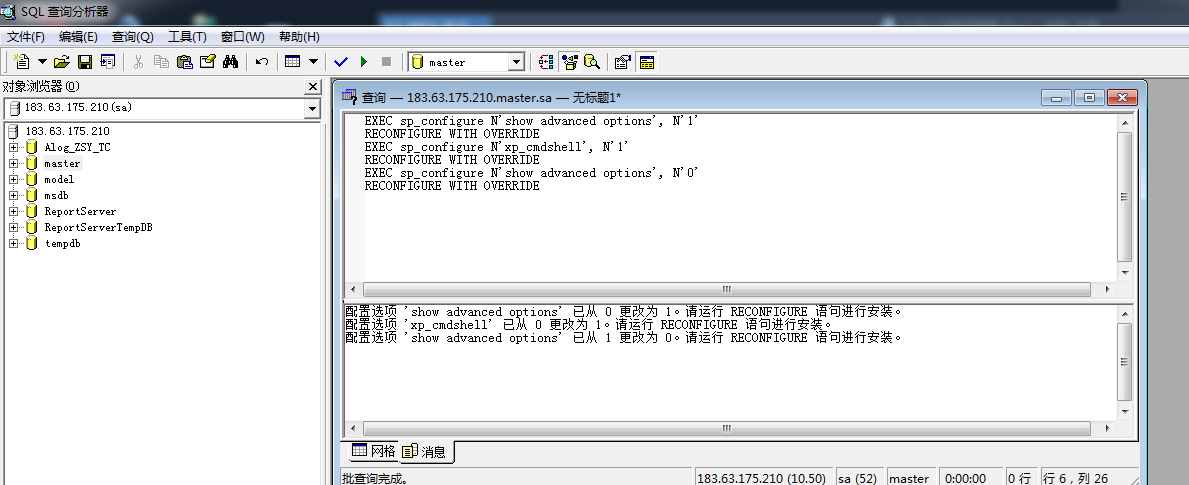 SQL 查询分析器
文件(F) 编辑(E) 查询(Q) 工具(T) 窗口(W) 帮助(H)
master
对象浏览器(O)
183.63.175.210(sa)
183.63.175.210
Alog_ZSY_TC
master
model
msdb
ReportServer
ReportServerTempDB
tempdb
查询 — 183.63.175.210.master.sa — 无标题1*
EXEC sp_configure N'show advanced options', N'1'
RECONFIGURE WITH OVERRIDE
EXEC sp_configure N'xp_cmdshell', N'1'
RECONFIGURE WITH OVERRIDE
EXEC sp_configure N'show advanced options', N'0'
RECONFIGURE WITH OVERRIDE
配置选项 'show advanced options' 已从 0 更改为 1。请运行 RECONFIGURE 语句进行安装。
配置选项 'xp_cmdshell' 已从 0 更改为 1。请运行 RECONFIGURE 语句进行安装。
配置选项 'show advanced options' 已从 1 更改为 0。请运行 RECONFIGURE 语句进行安装。
网格 消息
批查询完成。 183.63.175.210 (10.50) sa (52) master 0:00:00 0 行 行 6，列 26